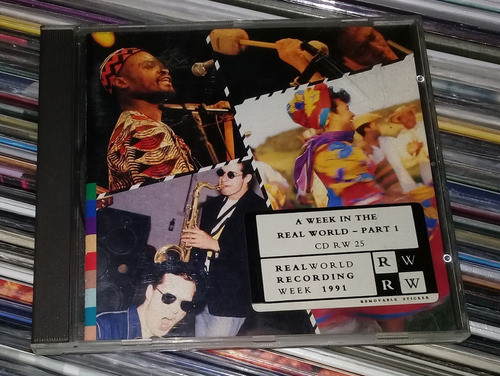 A WEEK IN THE
REAL WORLD – PART 1
CD RW 25
REALWORLD
RECORDING
WEEK 1991
R W
R W
REMOVABLE STICKER